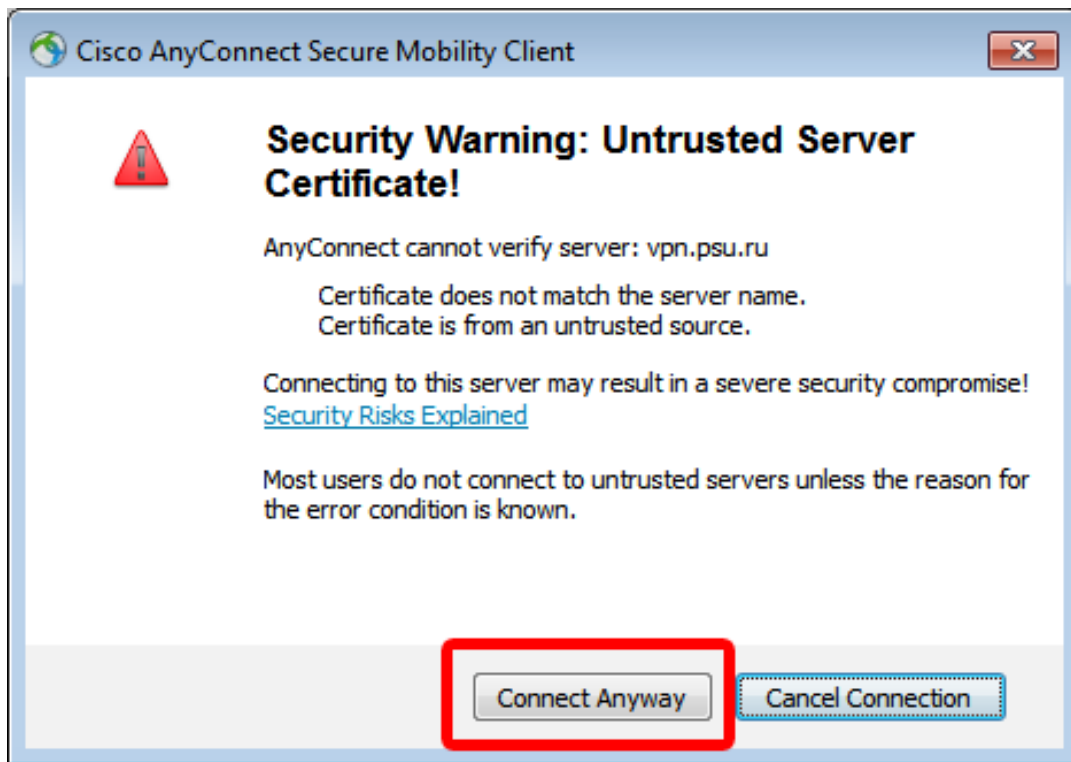 Cisco AnyConnect Secure Mobility Client
Security Warning: Untrusted Server
Certificate!
AnyConnect cannot verify server: vpn.psu.ru
Certificate does not match the server name.
Certificate is from an untrusted source.
Connecting to this server may result in a severe security compromise!
Security Risks Explained
Most users do not connect to untrusted servers unless the reason for
the error condition is known.
Connect Anyway
Cancel Connection